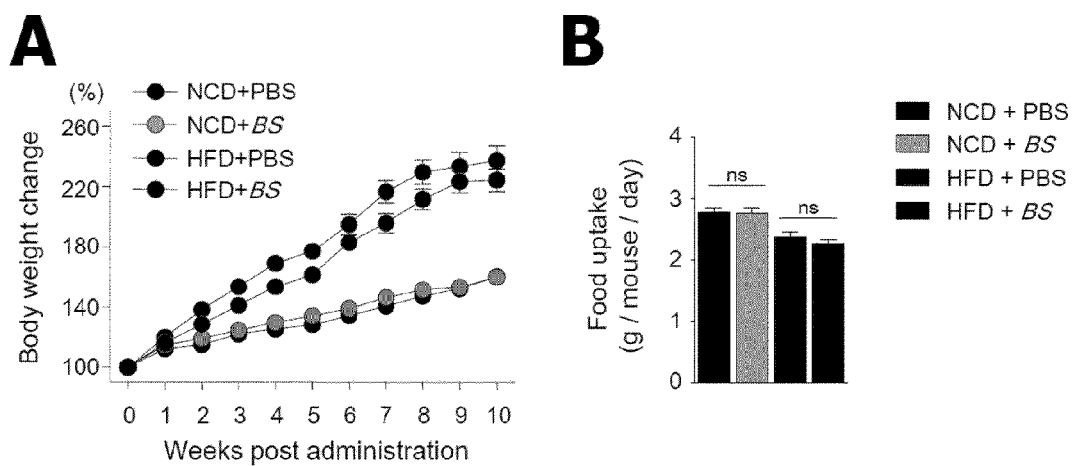 A
(%)
NCD+PBS
NCD+BS
HFD+PBS
HFD+BS
Body weight change
260
220
180
140
100
0 1 2 3 4 5 6 7 8 9 10
Weeks post administration
B
NCD + PBS
NCD + BS
HFD + PBS
HFD + BS
Food uptake
(g / mouse / day)
4
3
2
1
0
ns
ns